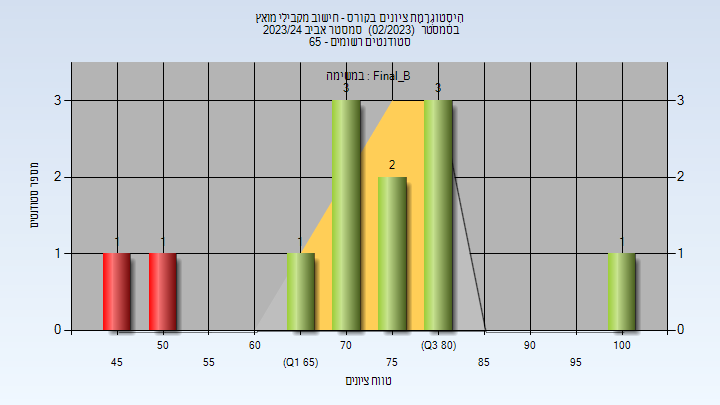 היסטוגרמת ציונים בקורס - חישוב מקבילי מואץ
בסמסטר (02/2023) סמסטר אביב 2023/24
סטודנטים רשומים - 65
במשימה : Final_B
3 3
3 3
2
2 2
1 1 1 1
1 1
0 0
50 60 70 (Q3 80) 90 100
45 55 (Q1 65) 75 85 95
טווח ציונים
מספר סטודנטים